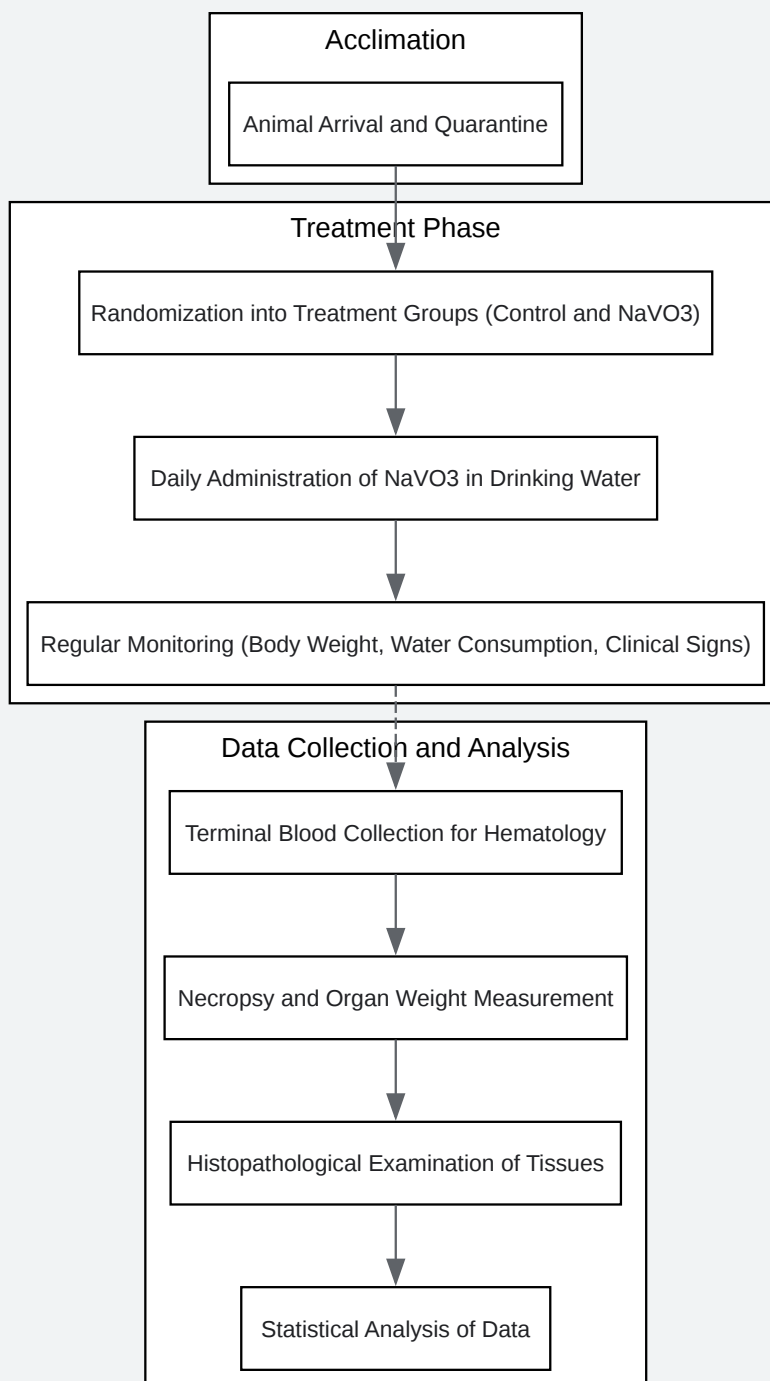 Acclimation
Animal Arrival and Quarantine
Treatment Phase
Randomization into Treatment Groups (Control and NaVO3)
Daily Administration of NaVO3 in Drinking Water
Regular Monitoring (Body Weight, Water Consumption, Clinical Signs)
Data Collection and Analysis
Terminal Blood Collection for Hematology
Necropsy and Organ Weight Measurement
Histopathological Examination of Tissues
Statistical Analysis of Data